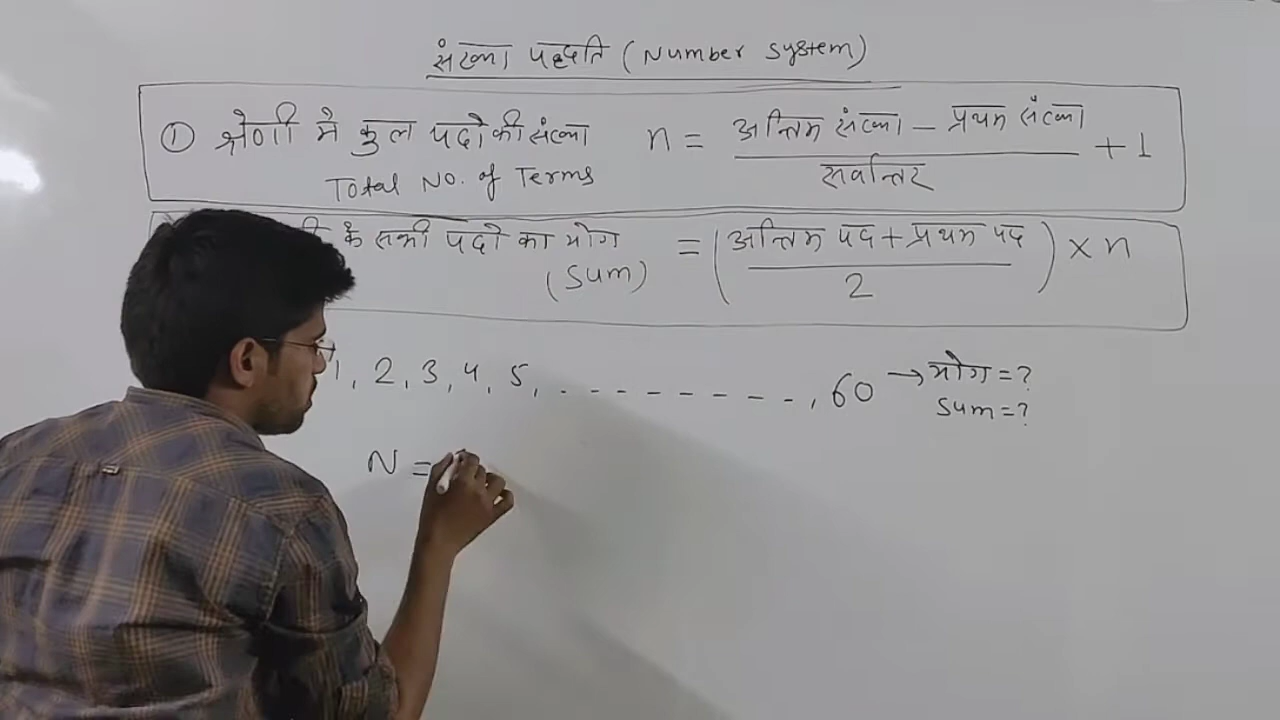 संख्या पद्धति (Number system)
① श्रेणी मे कुल पदो की संख्या n = अन्तिम संख्या - प्रथम संख्या / सर्वान्तर + 1
Total No. of Terms
के सभी पदो का योग = (अन्तिम पद + प्रथम पद / 2) × n
(Sum)
1, 2, 3, 4, 5, - - - - - - - - -, 60 → योग = ?
Sum = ?
N =